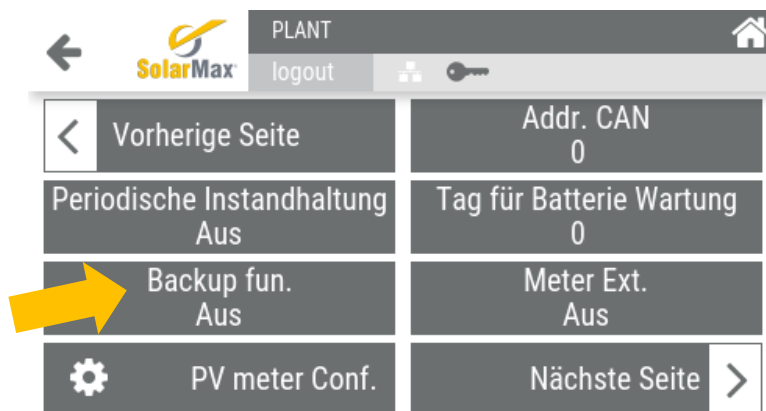 PLANT
SolarMax
logout
Vorherige Seite
Addr. CAN
0
Periodische Instandhaltung
Aus
Tag für Batterie Wartung
0
Backup fun.
Aus
Meter Ext.
Aus
PV meter Conf.
Nächste Seite